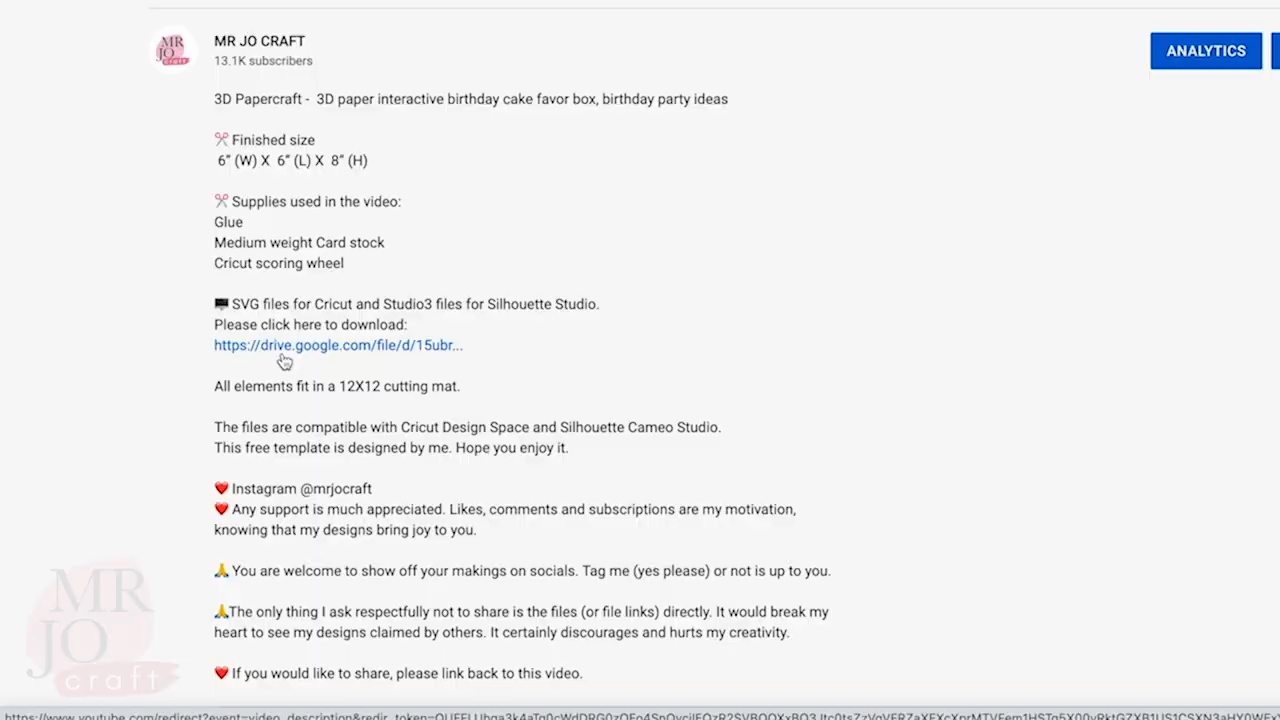 MR JO CRAFT
13.1K subscribers
ANALYTICS
3D Papercraft - 3D paper interactive birthday cake favor box, birthday party ideas
Finished size
6” (W) X 6” (L) X 8” (H)
Supplies used in the video:
Glue
Medium weight Card stock
Cricut scoring wheel
SVG files for Cricut and Studio3 files for Silhouette Studio.
Please click here to download:
https://drive.google.com/file/d/15ubr...
All elements fit in a 12X12 cutting mat.
The files are compatible with Cricut Design Space and Silhouette Cameo Studio.
This free template is designed by me. Hope you enjoy it.
Instagram @mrjocraft
Any support is much appreciated. Likes, comments and subscriptions are my motivation,
knowing that my designs bring joy to you.
You are welcome to show off your makings on socials. Tag me (yes please) or not is up to you.
The only thing I ask respectfully not to share is the files (or file links) directly. It would break my
heart to see my designs claimed by others. It certainly discourages and hurts my creativity.
If you would like to share, please link back to this video.
MR
JO
craft